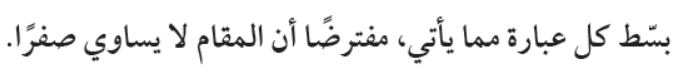 بسّط كل عبارة مما يأتي، مفترضًا أن المقام لا يساوي صفرًا.